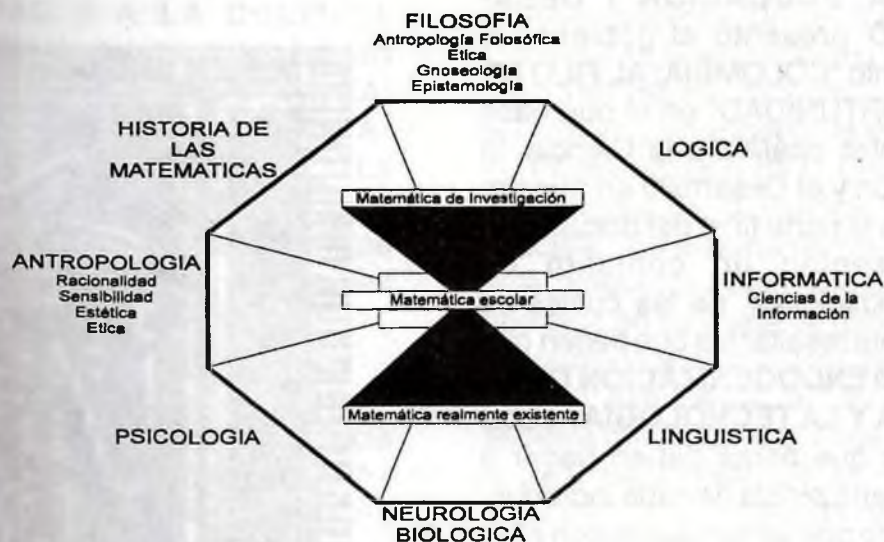 FILOSOFIA
Antropología Folosófica
Etica
Gnoseología
Epistemología
HISTORIA DE
LAS
MATEMATICAS
LOGICA
Matemática de Investigación
ANTROPOLOGIA
Racionalidad
Sensibilidad
Estética
Etica
Matemática escolar
INFORMATICA
Ciencias de la
Información
Matemática realmente existente
PSICOLOGIA
LINGUISTICA
NEUROLOGIA
BIOLOGICA